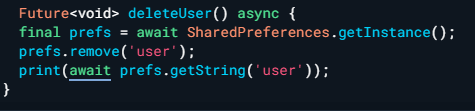 Future<void> deleteUser() async {
final prefs = await SharedPreferences.getInstance();
prefs.remove('user');
print(await prefs.getString('user'));
}